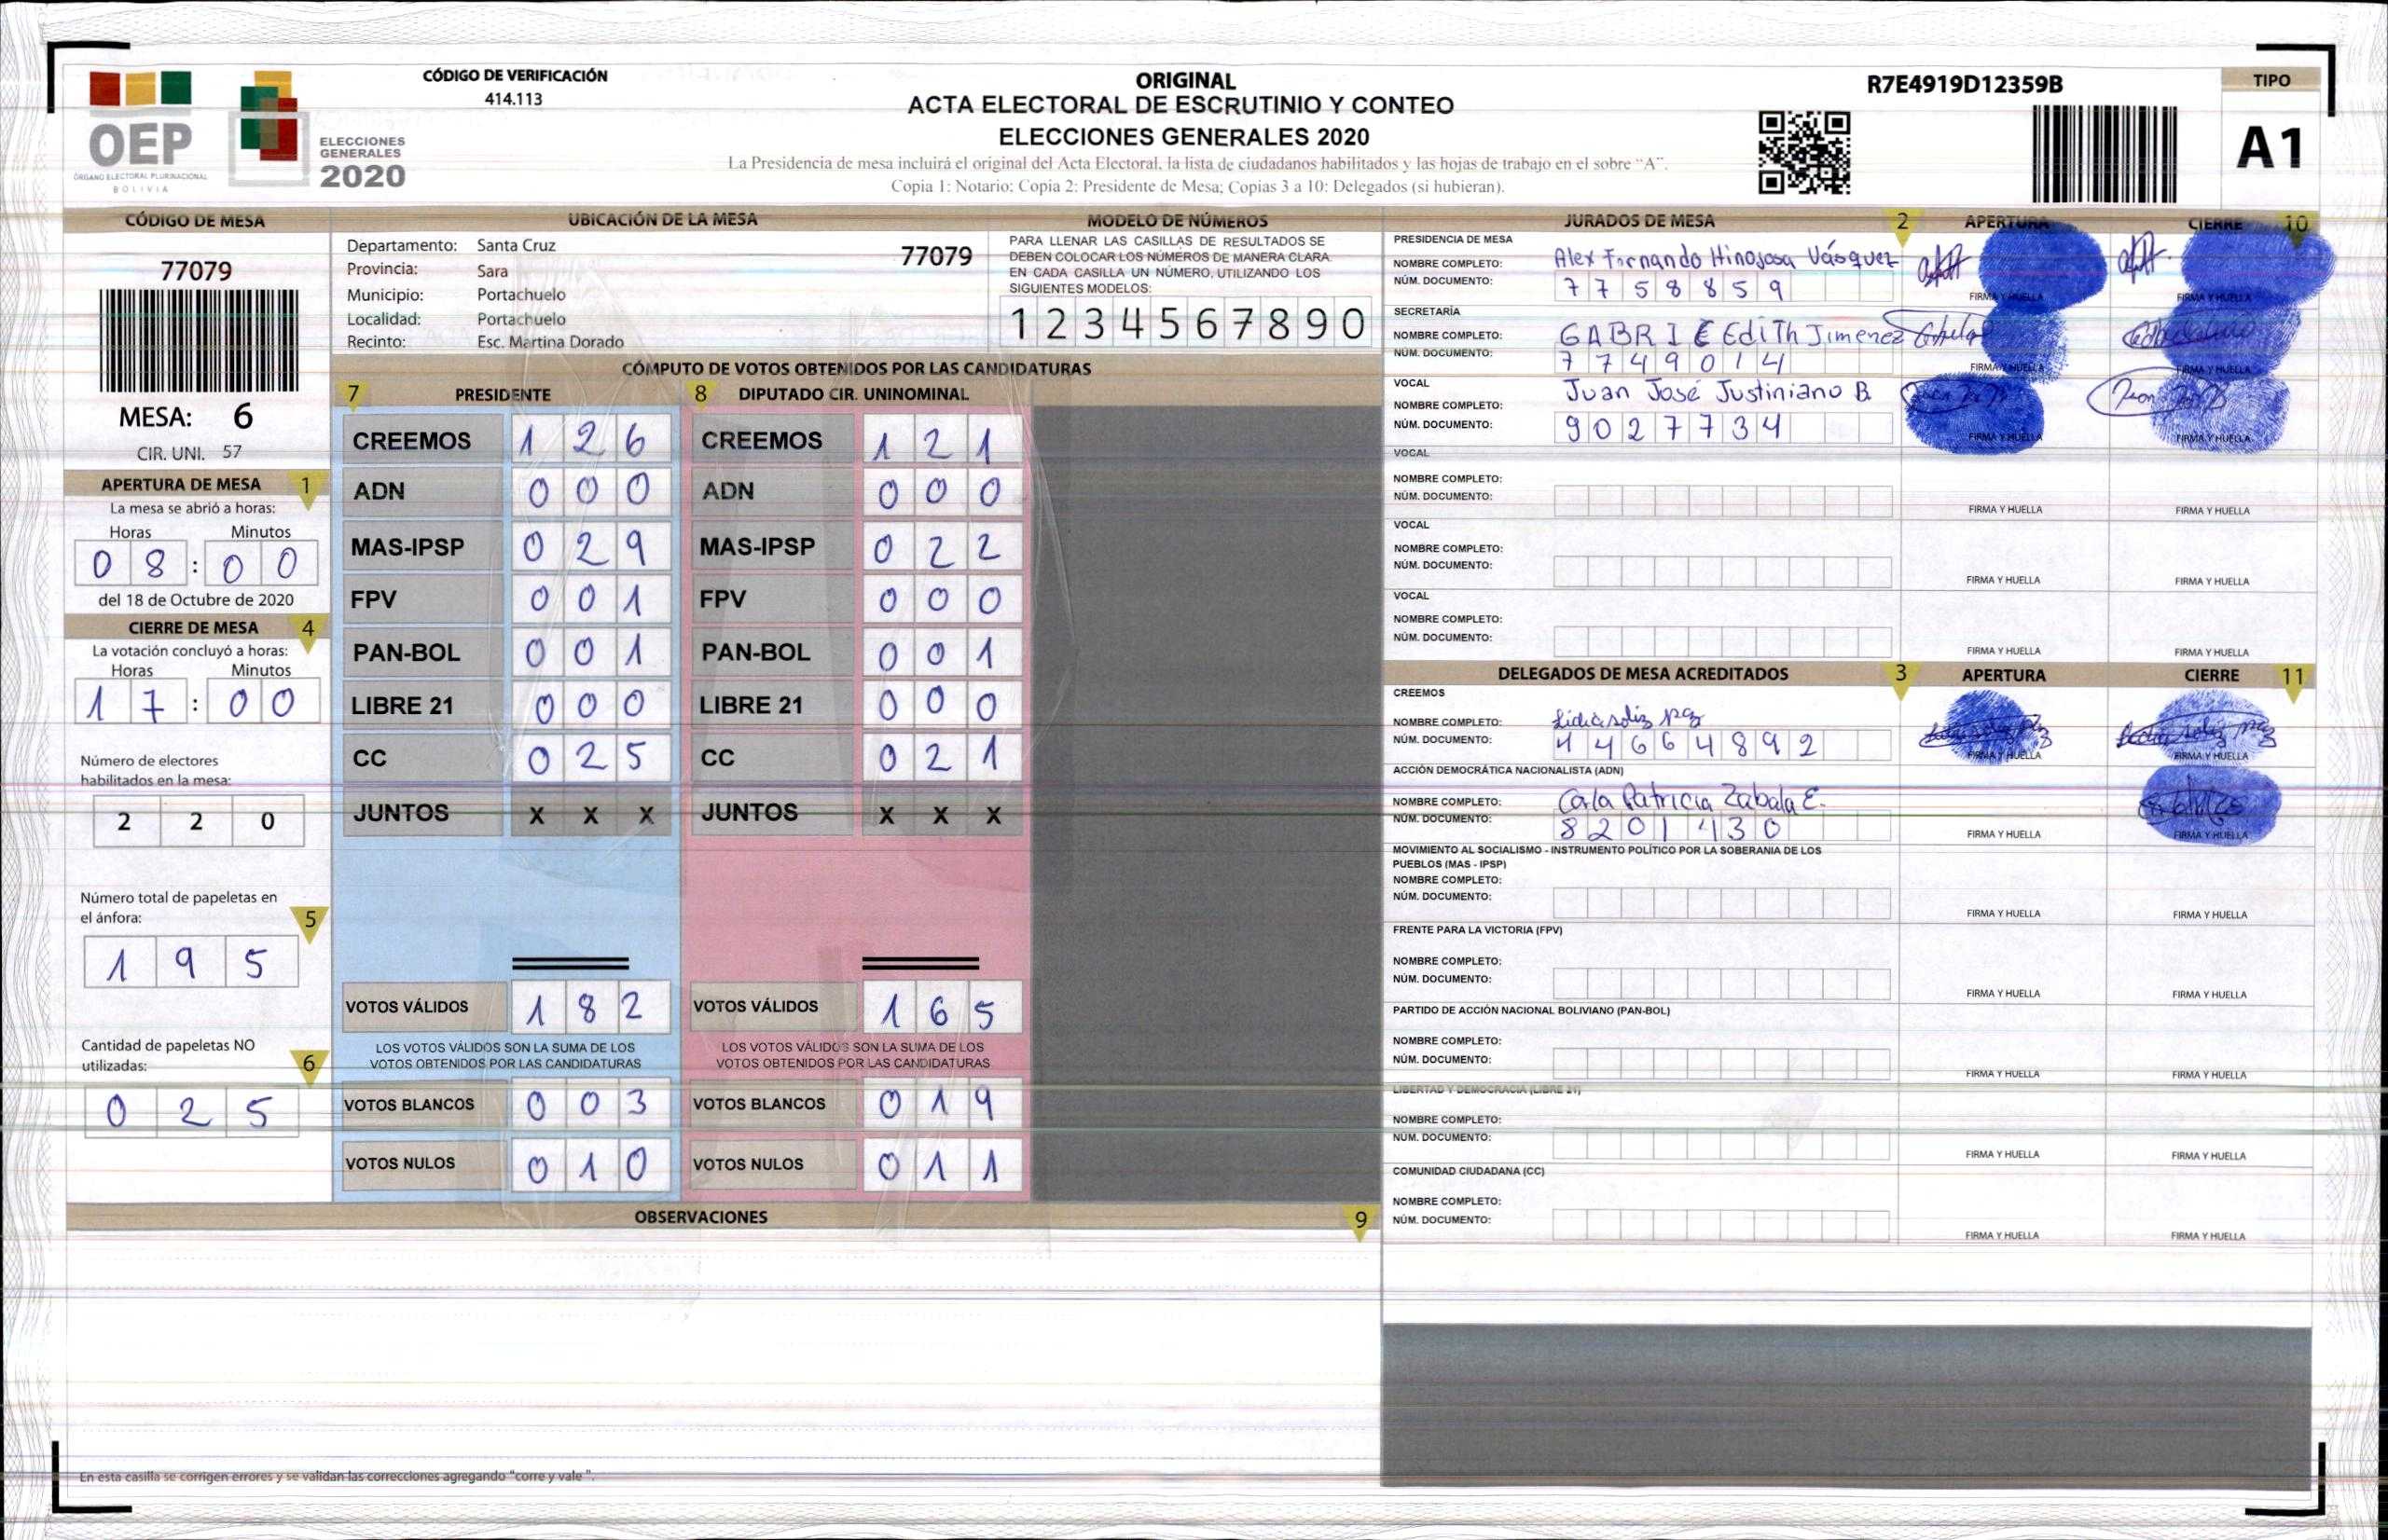 OEP
ÓRGANO ELECTORAL PLURINACIONAL
BOLIVIA
ELECCIONES
GENERALES
2020
CÓDIGO DE VERIFICACIÓN
414.113
ORIGINAL
ACTA ELECTORAL DE ESCRUTINIO Y CONTEO
ELECCIONES GENERALES 2020
La Presidencia de mesa incluirá el original del Acta Electoral, la lista de ciudadanos habilitados y las hojas de trabajo en el sobre "A".
Copia 1: Notario; Copia 2: Presidente de Mesa; Copias 3 a 10: Delegados (si hubieran).
R7E4919D12359B
TIPO
A1
CÓDIGO DE MESA
77079
MESA: 6
CIR. UNI. 57
UBICACIÓN DE LA MESA
77079
Departamento: Santa Cruz
Provincia: Sara
Municipio: Portachuelo
Localidad: Portachuelo
Recinto: Esc. Martina Dorado
MODELO DE NÚMEROS
PARA LLENAR LAS CASILLAS DE RESULTADOS SE
DEBEN COLOCAR LOS NÚMEROS DE MANERA CLARA
EN CADA CASILLA UN NÚMERO, UTILIZANDO LOS
SIGUIENTES MODELOS:
1 2 3 4 5 6 7 8 9 0
APERTURA DE MESA 1
La mesa se abrió a horas:
Horas Minutos
0 8 : 0 0
del 18 de Octubre de 2020
CIERRE DE MESA 4
La votación concluyó a horas:
Horas Minutos
1 7 : 0 0
Número de electores
habilitados en la mesa:
2 2 0
Número total de papeletas en
el ánfora: 5
1 9 5
Cantidad de papeletas NO
utilizadas: 6
0 2 5
CÓMPUTO DE VOTOS OBTENIDOS POR LAS CANDIDATURAS
7 PRESIDENTE
CREEMOS 1 2 6
ADN 0 0 0
MAS-IPSP 0 2 9
FPV 0 0 1
PAN-BOL 0 0 1
LIBRE 21 0 0 0
CC 0 2 5
JUNTOS X X X
VOTOS VÁLIDOS 1 8 2
LOS VOTOS VÁLIDOS SON LA SUMA DE LOS
VOTOS OBTENIDOS POR LAS CANDIDATURAS
VOTOS BLANCOS 0 0 3
VOTOS NULOS 0 1 0
8 DIPUTADO CIR. UNINOMINAL
CREEMOS 1 2 1
ADN 0 0 0
MAS-IPSP 0 2 2
FPV 0 0 0
PAN-BOL 0 0 1
LIBRE 21 0 0 0
CC 0 2 1
JUNTOS X X X
VOTOS VÁLIDOS 1 6 5
LOS VOTOS VÁLIDOS SON LA SUMA DE LOS
VOTOS OBTENIDOS POR LAS CANDIDATURAS
VOTOS BLANCOS 0 1 9
VOTOS NULOS 0 1 1
OBSERVACIONES 9
En esta casilla se corrigen errores y se validan las correcciones agregando "corre y vale ".
JURADOS DE MESA 2 APERTURA CIERRE 10
PRESIDENCIA DE MESA
NOMBRE COMPLETO: Alex Fernando Hinojosa Vásquez
NÚM. DOCUMENTO: 7 7 5 8 8 5 9
FIRMA Y HUELLA FIRMA Y HUELLA
SECRETARÍA
NOMBRE COMPLETO: GABRIE Edith Jimenez
NÚM. DOCUMENTO: 7 7 4 9 0 1 4
FIRMA Y HUELLA FIRMA Y HUELLA
VOCAL
NOMBRE COMPLETO: Juan José Justiniano B.
NÚM. DOCUMENTO: 9 0 2 7 7 3 4
FIRMA Y HUELLA FIRMA Y HUELLA
VOCAL
NOMBRE COMPLETO:
NÚM. DOCUMENTO:
FIRMA Y HUELLA FIRMA Y HUELLA
VOCAL
NOMBRE COMPLETO:
NÚM. DOCUMENTO:
FIRMA Y HUELLA FIRMA Y HUELLA
VOCAL
NOMBRE COMPLETO:
NÚM. DOCUMENTO:
FIRMA Y HUELLA FIRMA Y HUELLA
DELEGADOS DE MESA ACREDITADOS 3 APERTURA CIERRE 11
CREEMOS
NOMBRE COMPLETO: Lidia Soliz Paz
NÚM. DOCUMENTO: 4 4 6 6 4 8 9 2
FIRMA Y HUELLA FIRMA Y HUELLA
ACCIÓN DEMOCRÁTICA NACIONALISTA (ADN)
NOMBRE COMPLETO: Carla Patricia Zabala E.
NÚM. DOCUMENTO: 8 2 0 1 4 3 0
FIRMA Y HUELLA FIRMA Y HUELLA
MOVIMIENTO AL SOCIALISMO - INSTRUMENTO POLÍTICO POR LA SOBERANIA DE LOS
PUEBLOS (MAS - IPSP)
NOMBRE COMPLETO:
NÚM. DOCUMENTO:
FIRMA Y HUELLA FIRMA Y HUELLA
FRENTE PARA LA VICTORIA (FPV)
NOMBRE COMPLETO:
NÚM. DOCUMENTO:
FIRMA Y HUELLA FIRMA Y HUELLA
PARTIDO DE ACCIÓN NACIONAL BOLIVIANO (PAN-BOL)
NOMBRE COMPLETO:
NÚM. DOCUMENTO:
FIRMA Y HUELLA FIRMA Y HUELLA
LIBERTAD Y DEMOCRACIA (LIBRE 21)
NOMBRE COMPLETO:
NÚM. DOCUMENTO:
FIRMA Y HUELLA FIRMA Y HUELLA
COMUNIDAD CIUDADANA (CC)
NOMBRE COMPLETO:
NÚM. DOCUMENTO:
FIRMA Y HUELLA FIRMA Y HUELLA